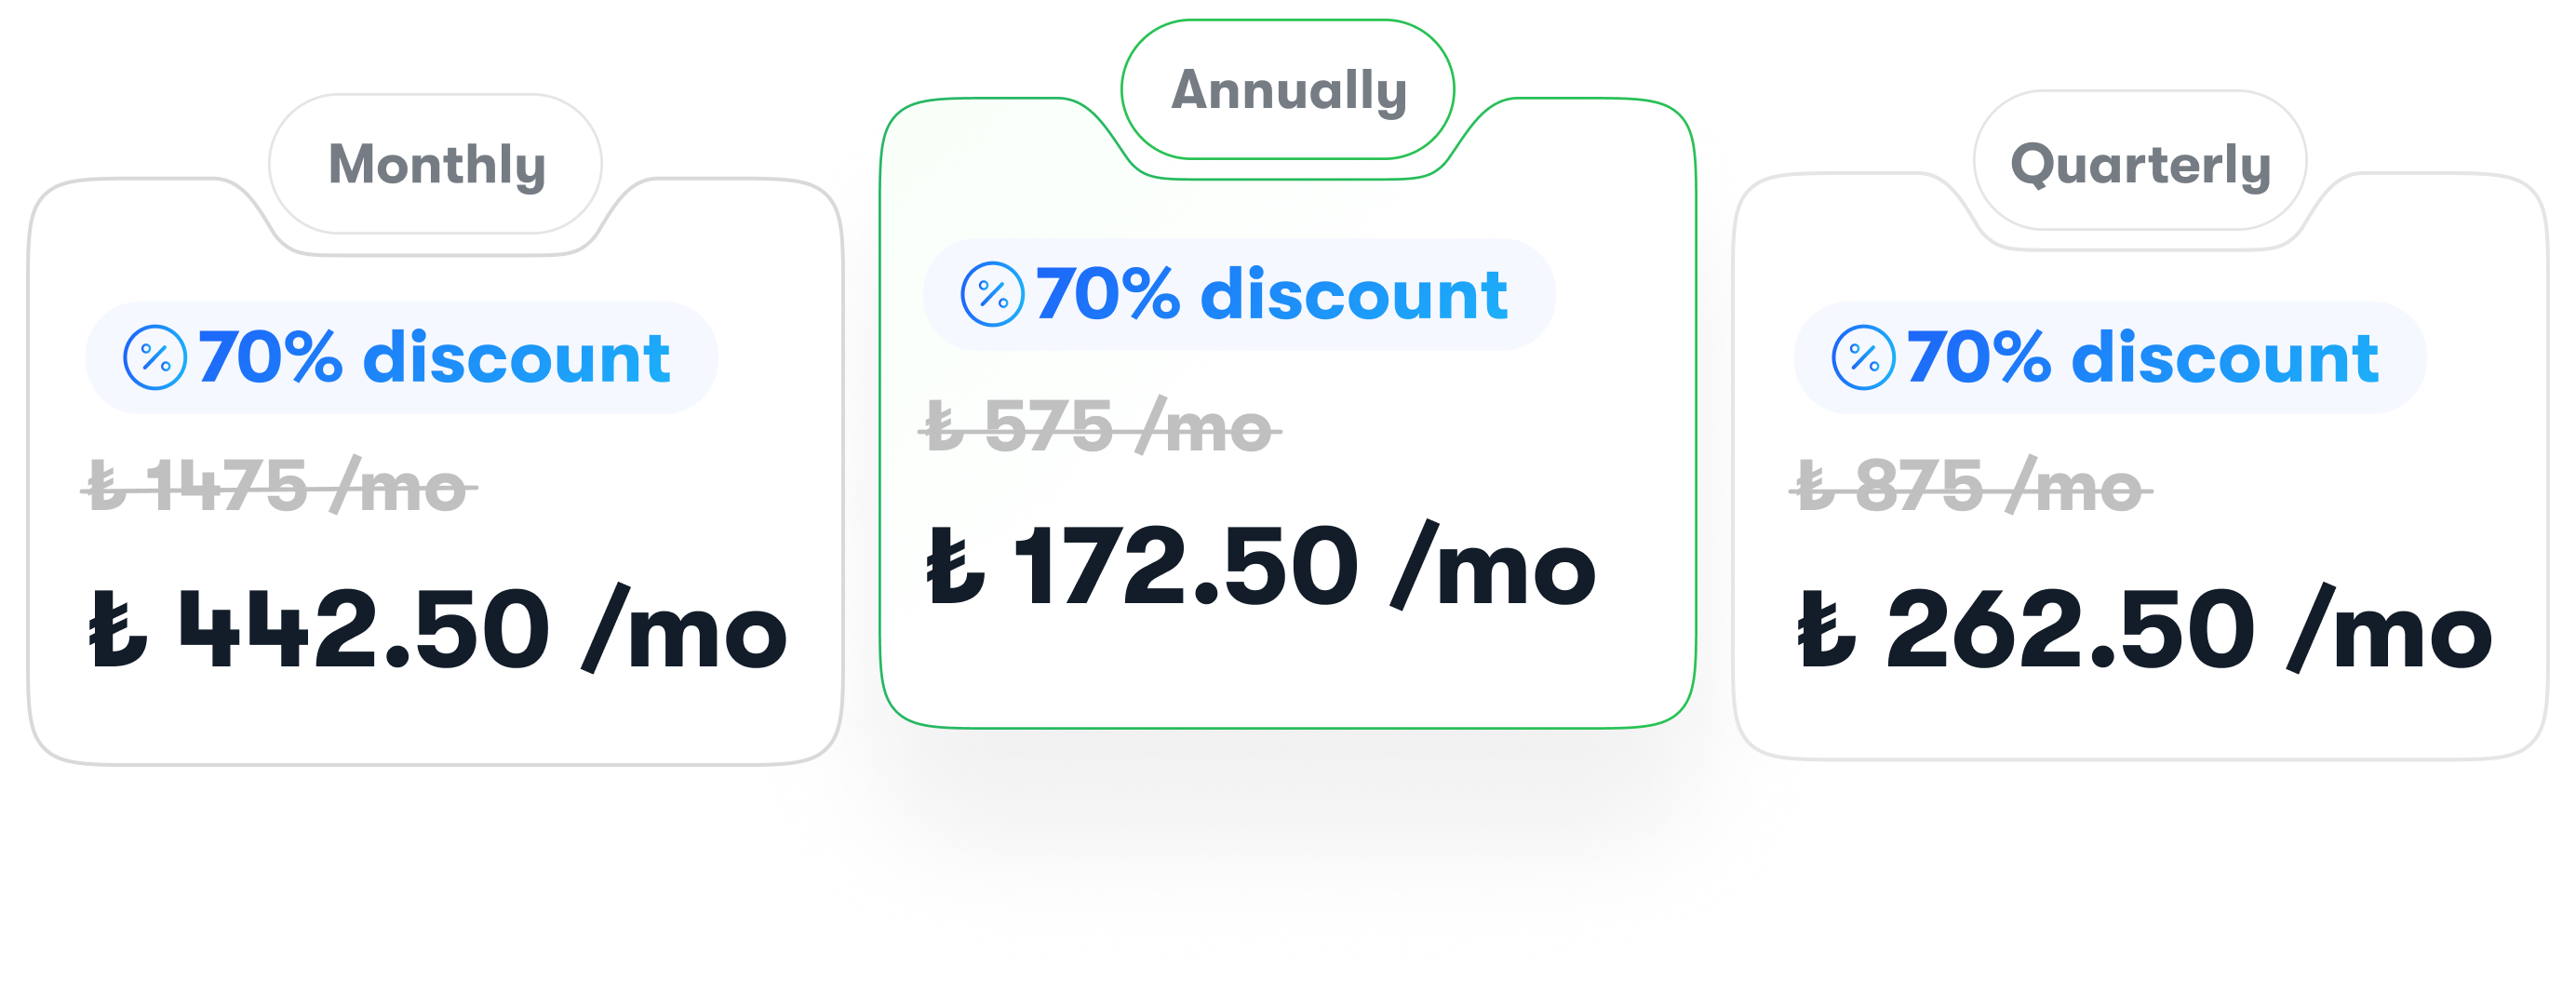 Monthly
70% discount
₺ 1475 /mo
₺ 442.50 /mo
Annually
70% discount
₺ 575 /mo
₺ 172.50 /mo
Quarterly
70% discount
₺ 875 /mo
₺ 262.50 /mo